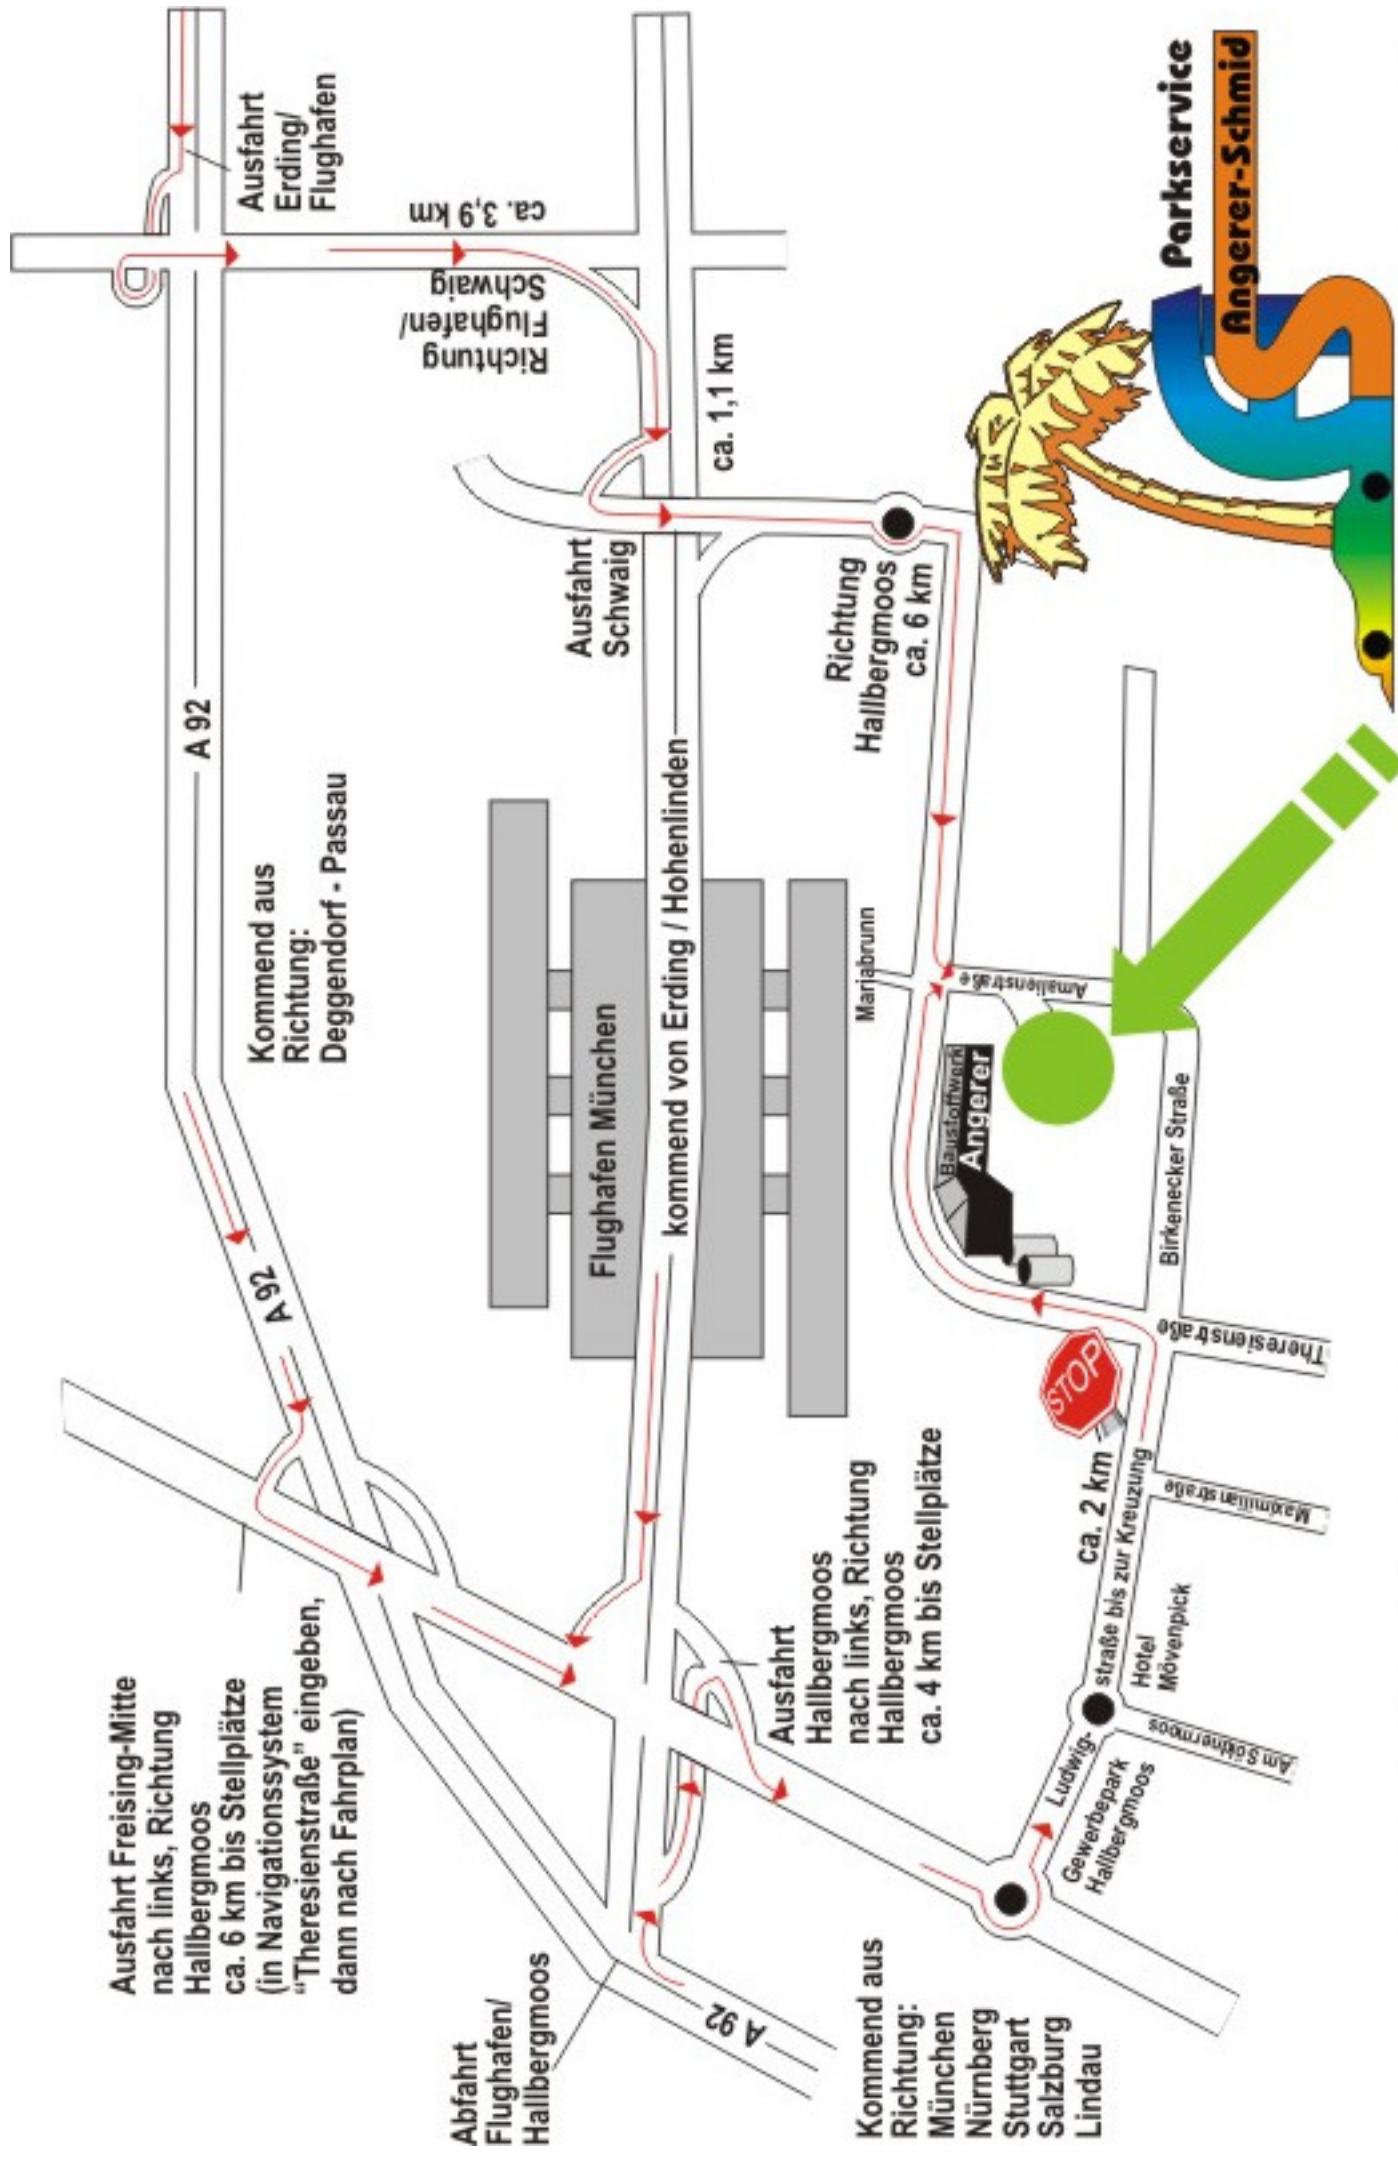 Ausfahrt Freising-Mitte
nach links, Richtung
Hallbergmoos
ca. 6 km bis Stellplätze
(in Navigationssystem
“Theresienstraße” eingeben,
dann nach Fahrplan)
A 92
Kommend aus
Richtung:
Deggendorf - Passau
A 92
Ausfahrt
Erding/
Flughafen
ca. 3,9 km
Richtung
Flughafen/
Schwaig
Abfahrt
Flughafen/
Hallbergmoos
A 92
Flughafen München
kommend von Erding / Hohenlinden
Ausfahrt
Schwaig
ca. 1,1 km
Kommend aus
Richtung:
München
Nürnberg
Stuttgart
Salzburg
Lindau
Ausfahrt
Hallbergmoos
nach links, Richtung
Hallbergmoos
ca. 4 km bis Stellplätze
Richtung
Hallbergmoos
ca. 6 km
Mariabrunn
Amalienstraße
Baustoffwerk
Angerer
STOP
ca. 2 km
Ludwig-
straße bis zur Kreuzung
Gewerbepark
Hallbergmoos
Hotel
Mövenpick
Am Söldnermoos
Maximilianstraße
Theresienstraße
Birkenecker Straße
Parkservice
Angerer-Schmid